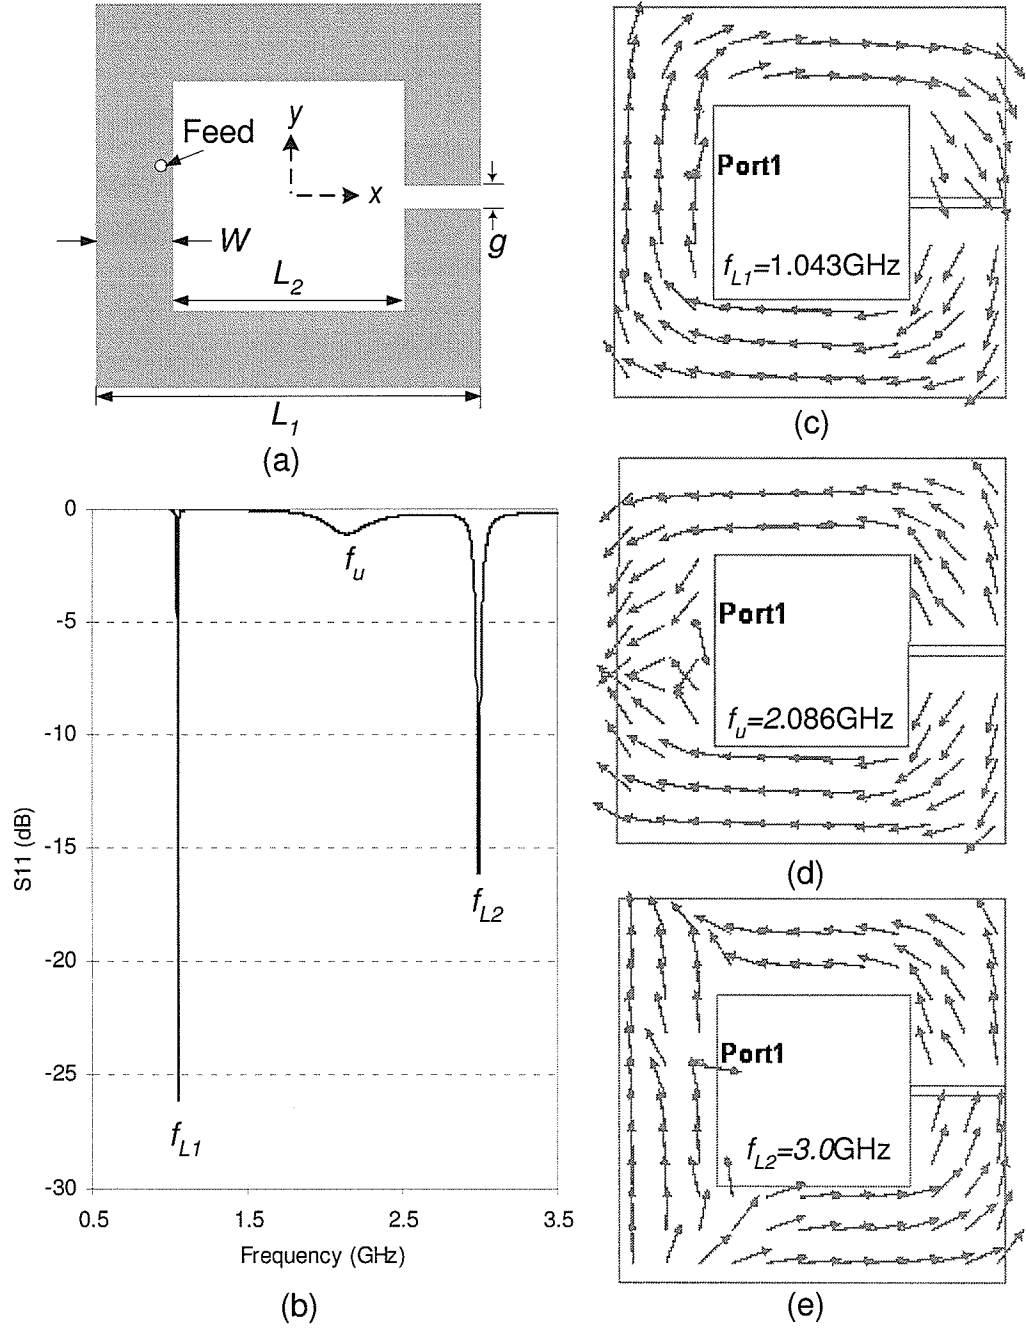 Feed
y
x
g
W
L2
L1
(a)
Port1
fL1=1.043GHz
(c)
Port1
fu=2.086GHz
(d)
Port1
fL2=3.0GHz
(e)
0
-5
-10
-15
-20
-25
-30
S11 (dB)
fu
fL2
fL1
0.5 1.5 2.5 3.5
Frequency (GHz)
(b)